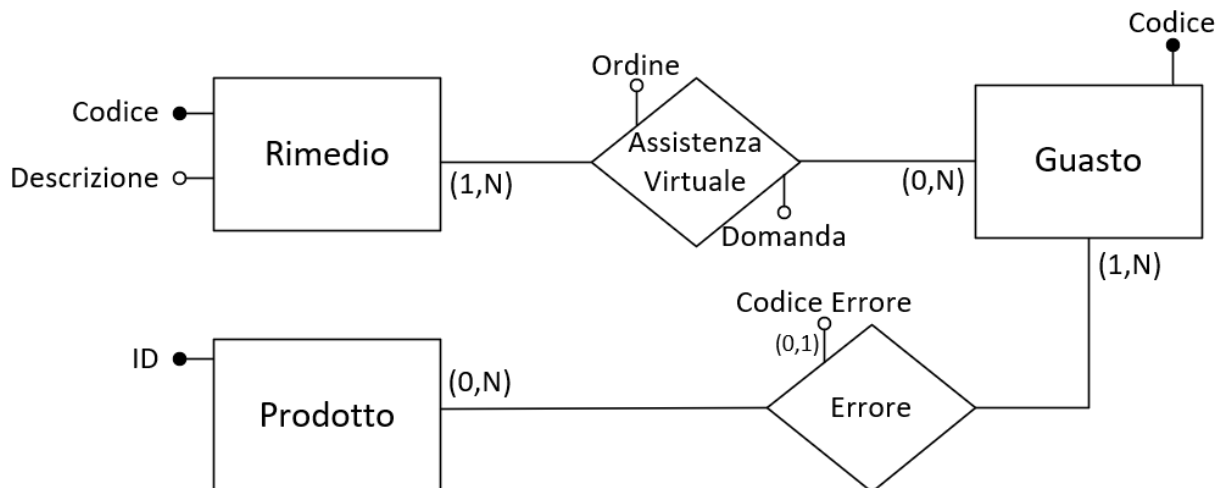 Codice
Ordine
Codice
Rimedio
Assistenza
Virtuale
Guasto
Descrizione
(1,N)
(0,N)
Domanda
(1,N)
Codice Errore
(0,1)
ID
(0,N)
Prodotto
Errore